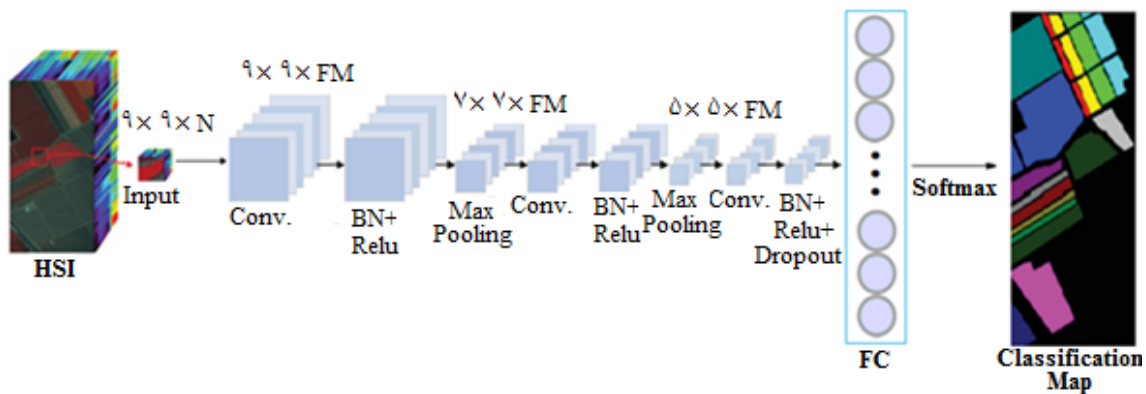 HSI
۹ × ۹ × N
Input
۹ × ۹ × FM
Conv.
BN+
Relu
۷ × ۷ × FM
Max
Pooling
Conv.
BN+
Relu
۵ × ۵ × FM
Max
Pooling
Conv.
BN+
Relu+
Dropout
FC
Softmax
Classification
Map